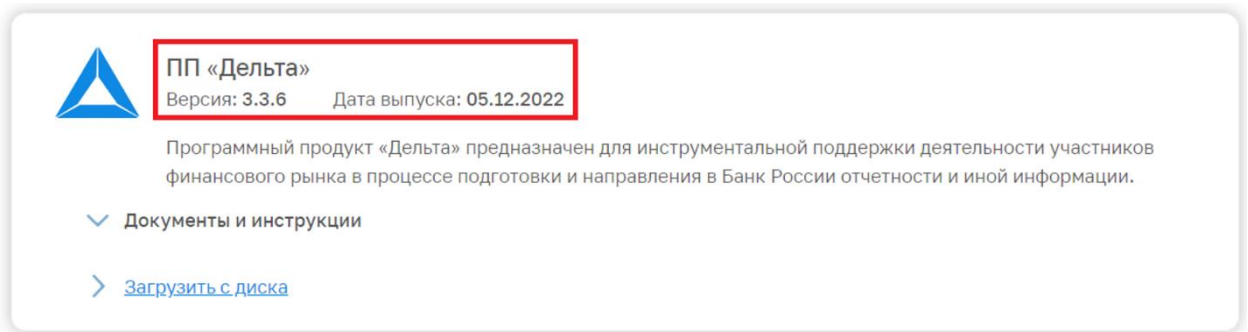 ПП «Дельта»
Версия: 3.3.6 Дата выпуска: 05.12.2022
Программный продукт «Дельта» предназначен для инструментальной поддержки деятельности участников
финансового рынка в процессе подготовки и направления в Банк России отчетности и иной информации.
Документы и инструкции
Загрузить с диска